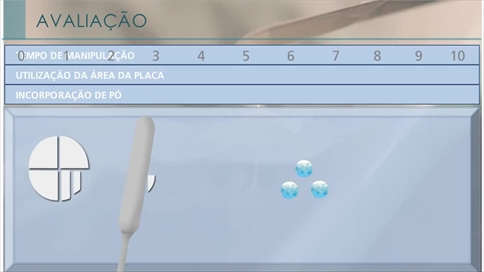 AVALIAÇÃO
TEMPO DE MANIPULAÇÃO
0 1 2 3 4 5 6 7 8 9 10
UTILIZAÇÃO DA ÁREA DA PLACA
INCORPORAÇÃO DE PÓ